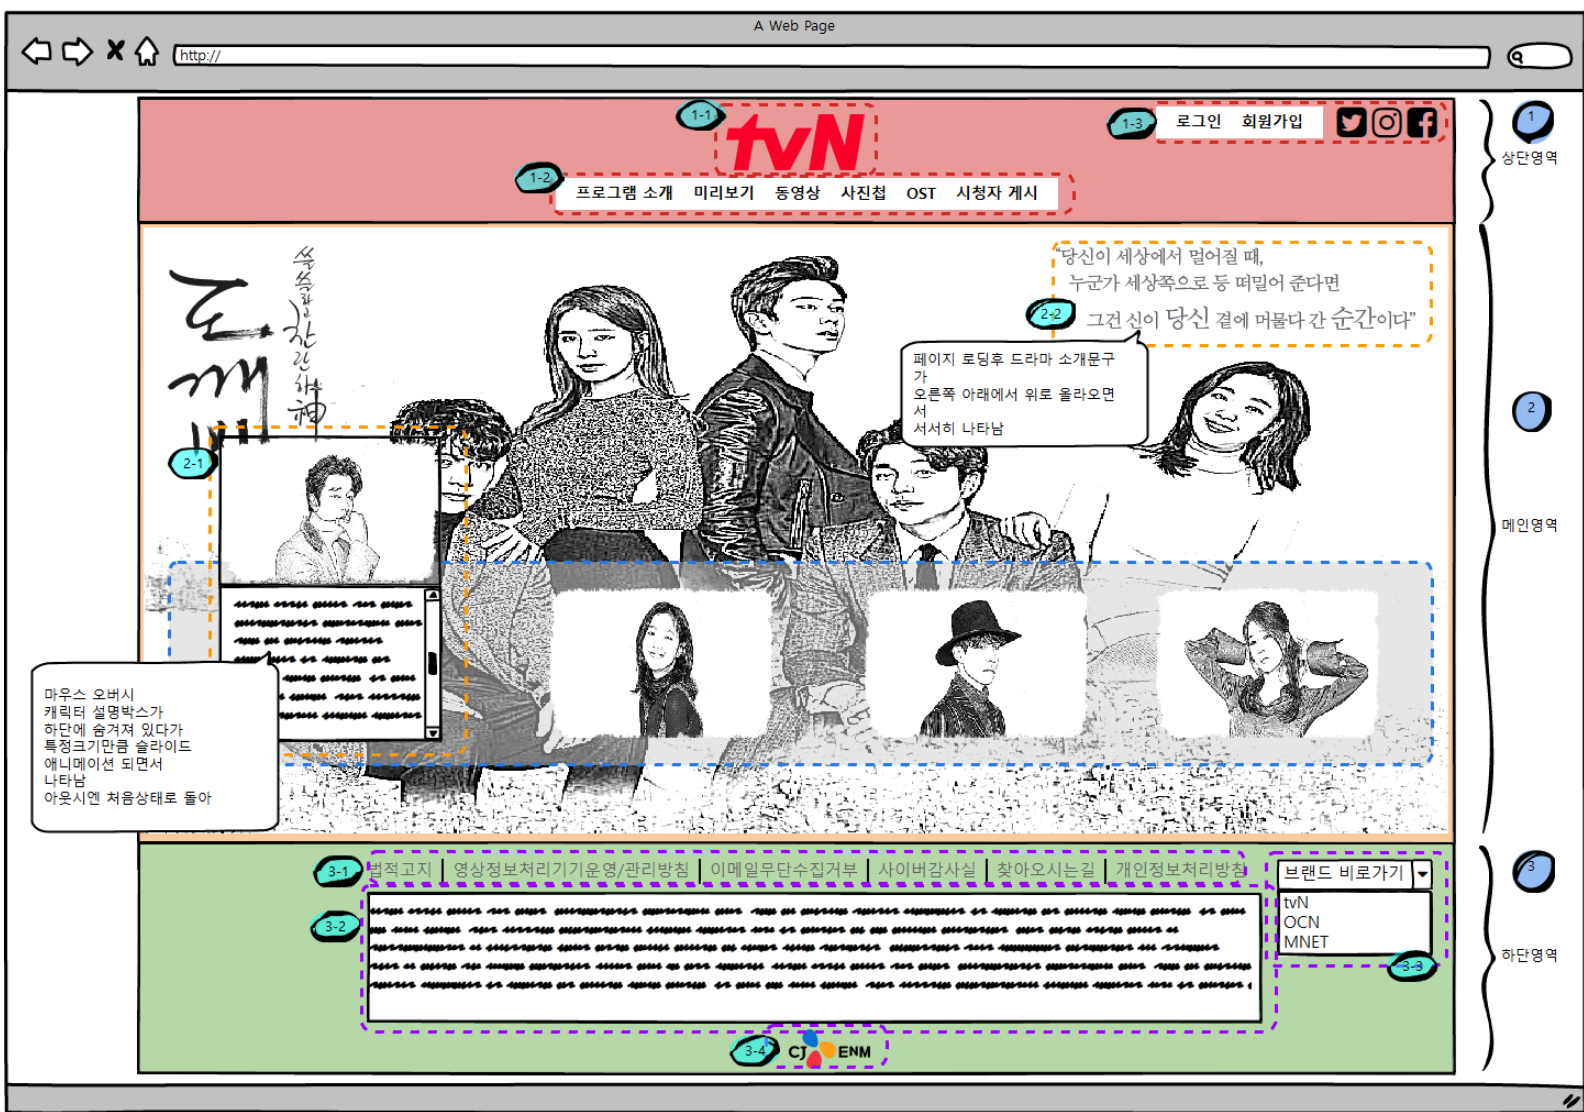 A Web Page
http://
1-1
tvN
1-3
로그인 회원가입
1
상단영역
1-2
프로그램 소개 미리보기 동영상 사진첩 OST 시청자 게시
도깨비
쓸쓸하고 찬란하神
“당신이 세상에서 멀어질 때,
누군가 세상쪽으로 등 떠밀어 준다면
2-2
그건 신이 당신 곁에 머물다 간 순간이다”
페이지 로딩후 드라마 소개문구
가
오른쪽 아래에서 위로 올라오면
서
서서히 나타남
2
2-1
메인영역
마우스 오버시
캐릭터 설명박스가
하단에 숨겨져 있다가
특정크기만큼 슬라이드
애니메이션 되면서
나타남
아웃시엔 처음상태로 돌아
3-1
법적고지 영상정보처리기기운영/관리방침 이메일무단수집거부 사이버감사실 찾아오시는길 개인정보처리방침
브랜드 비로가기
3
tvN
OCN
MNET
3-2
3-3
하단영역
3-4
CJ ENM